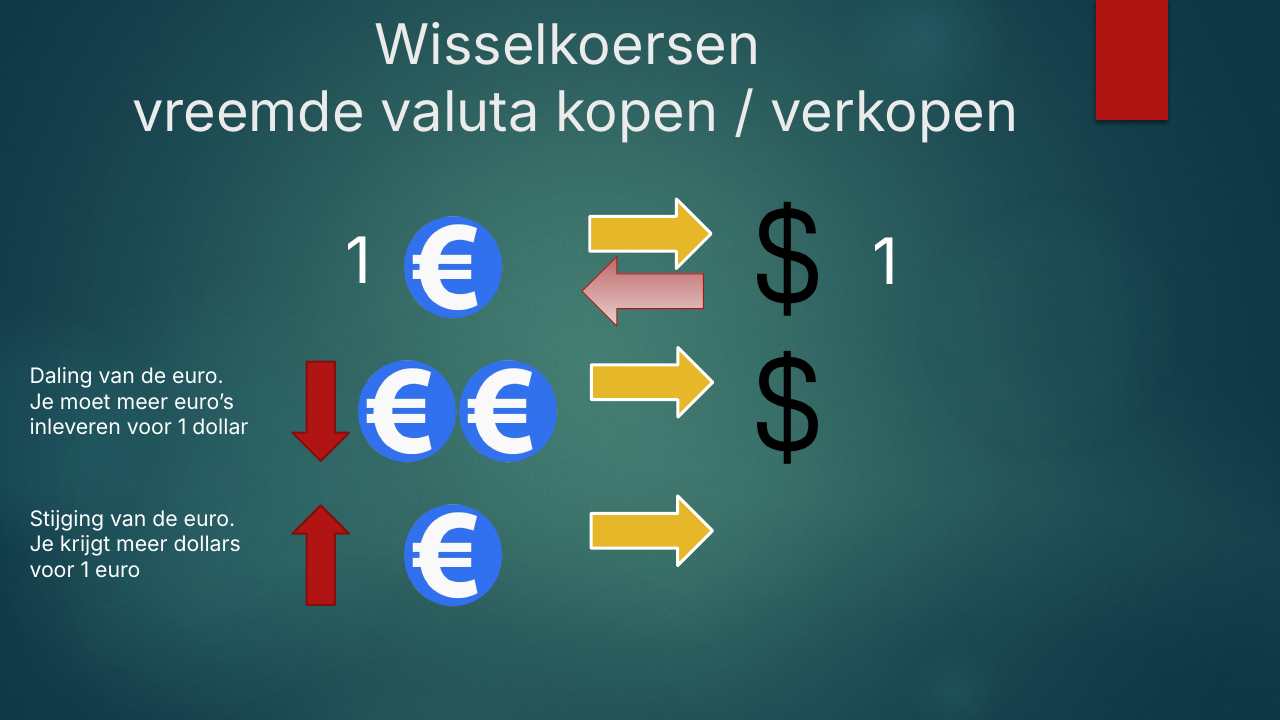 Wisselkoersen
vreemde valuta kopen / verkopen
1 € $ 1
Daling van de euro.
Je moet meer euro’s
inleveren voor 1 dollar
€ € $
Stijging van de euro.
Je krijgt meer dollars
voor 1 euro
€